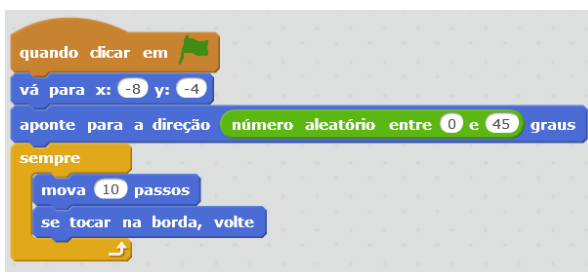 quando clicar em
vá para x: -8 y: -4
aponte para a direção número aleatório entre 0 e 45 graus
sempre
mova 10 passos
se tocar na borda, volte